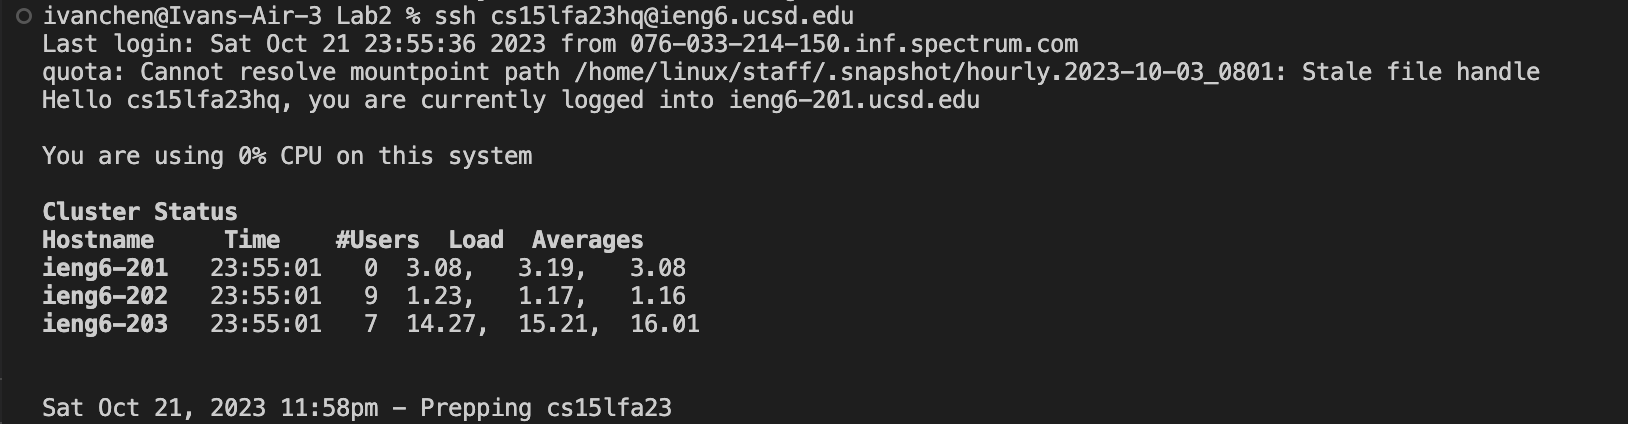 ivanchen@Ivans-Air-3 Lab2 % ssh cs15lfa23hq@ieng6.ucsd.edu
Last login: Sat Oct 21 23:55:36 2023 from 076-033-214-150.inf.spectrum.com
quota: Cannot resolve mountpoint path /home/linux/staff/.snapshot/hourly.2023-10-03_0801: Stale file handle
Hello cs15lfa23hq, you are currently logged into ieng6-201.ucsd.edu
You are using 0% CPU on this system
Cluster Status
Hostname     Time    #Users  Load  Averages
ieng6-201   23:55:01   0  3.08,   3.19,   3.08
ieng6-202   23:55:01   9  1.23,   1.17,   1.16
ieng6-203   23:55:01   7  14.27,  15.21,  16.01
Sat Oct 21, 2023 11:58pm - Prepping cs15lfa23